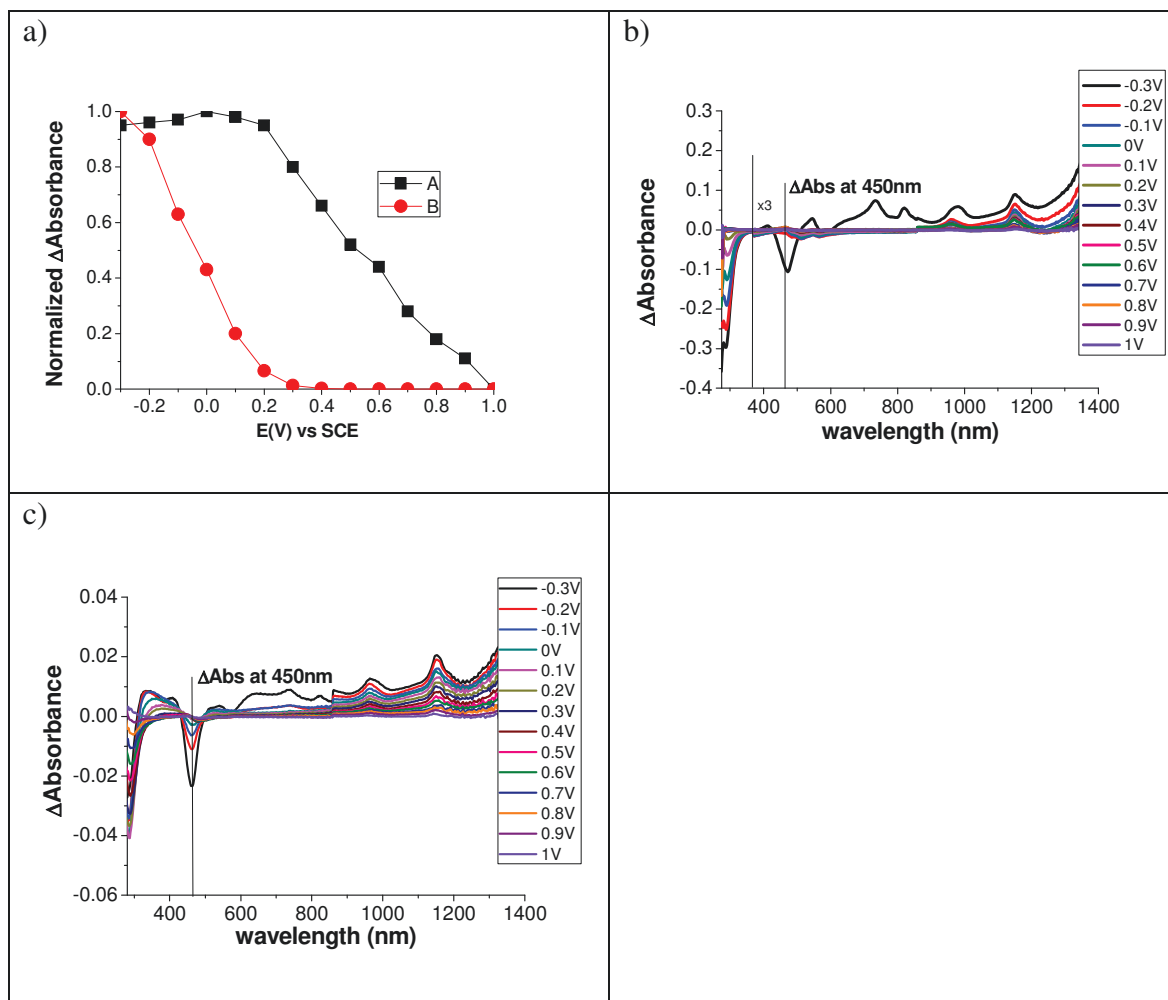 a)
Normalized ΔAbsorbance
1.0
0.8
0.6
0.4
0.2
0.0
-0.2 0.0 0.2 0.4 0.6 0.8 1.0
E(V) vs SCE
A
B
b)
ΔAbsorbance
0.3
0.2
0.1
0.0
-0.1
-0.2
-0.3
-0.4
x3
ΔAbs at 450nm
400 600 800 1000 1200 1400
wavelength (nm)
-0.3V
-0.2V
-0.1V
0V
0.1V
0.2V
0.3V
0.4V
0.5V
0.6V
0.7V
0.8V
0.9V
1V
c)
ΔAbsorbance
0.04
0.02
0.00
-0.02
-0.04
-0.06
ΔAbs at 450nm
400 600 800 1000 1200 1400
wavelength (nm)
-0.3V
-0.2V
-0.1V
0V
0.1V
0.2V
0.3V
0.4V
0.5V
0.6V
0.7V
0.8V
0.9V
1V